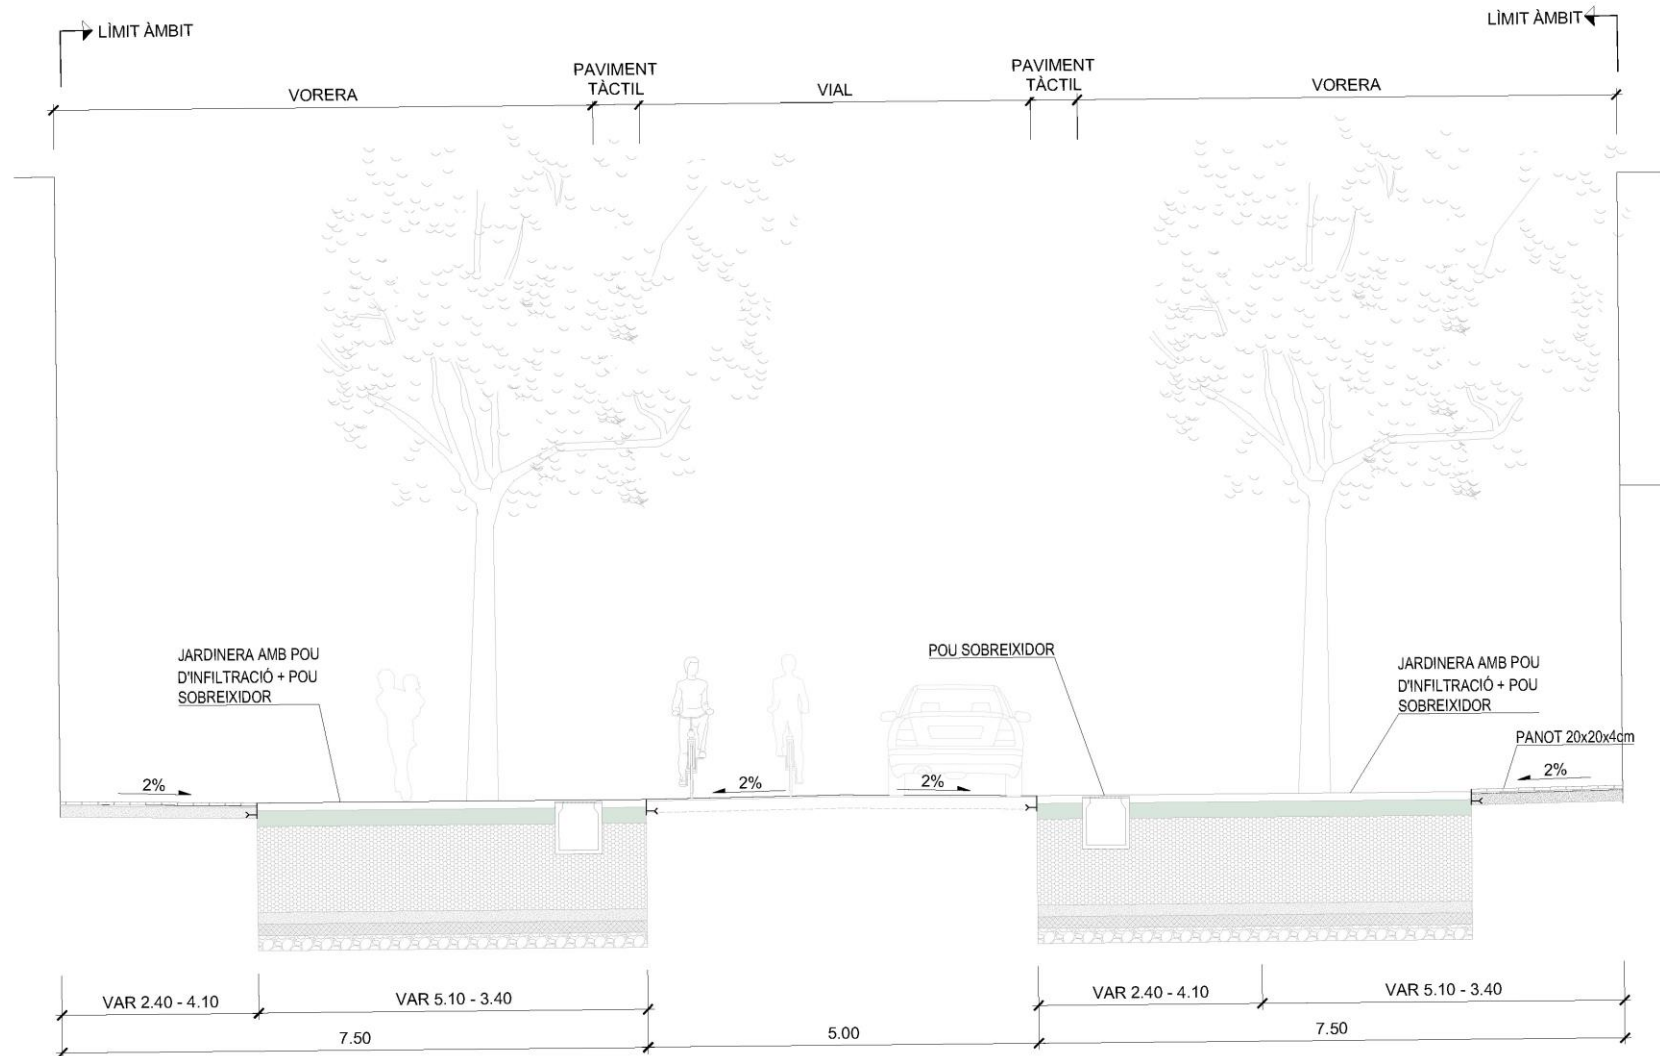 LÌMIT ÀMBIT
LÌMIT ÀMBIT
VORERA
PAVIMENT
TÀCTIL
VIAL
PAVIMENT
TÀCTIL
VORERA
JARDINERA AMB POU
D'INFILTRACIÓ + POU
SOBREIXIDOR
POU SOBREIXIDOR
JARDINERA AMB POU
D'INFILTRACIÓ + POU
SOBREIXIDOR
PANOT 20x20x4cm
2%
2%
2%
2%
VAR 2.40 - 4.10
VAR 5.10 - 3.40
VAR 2.40 - 4.10
VAR 5.10 - 3.40
7.50
5.00
7.50